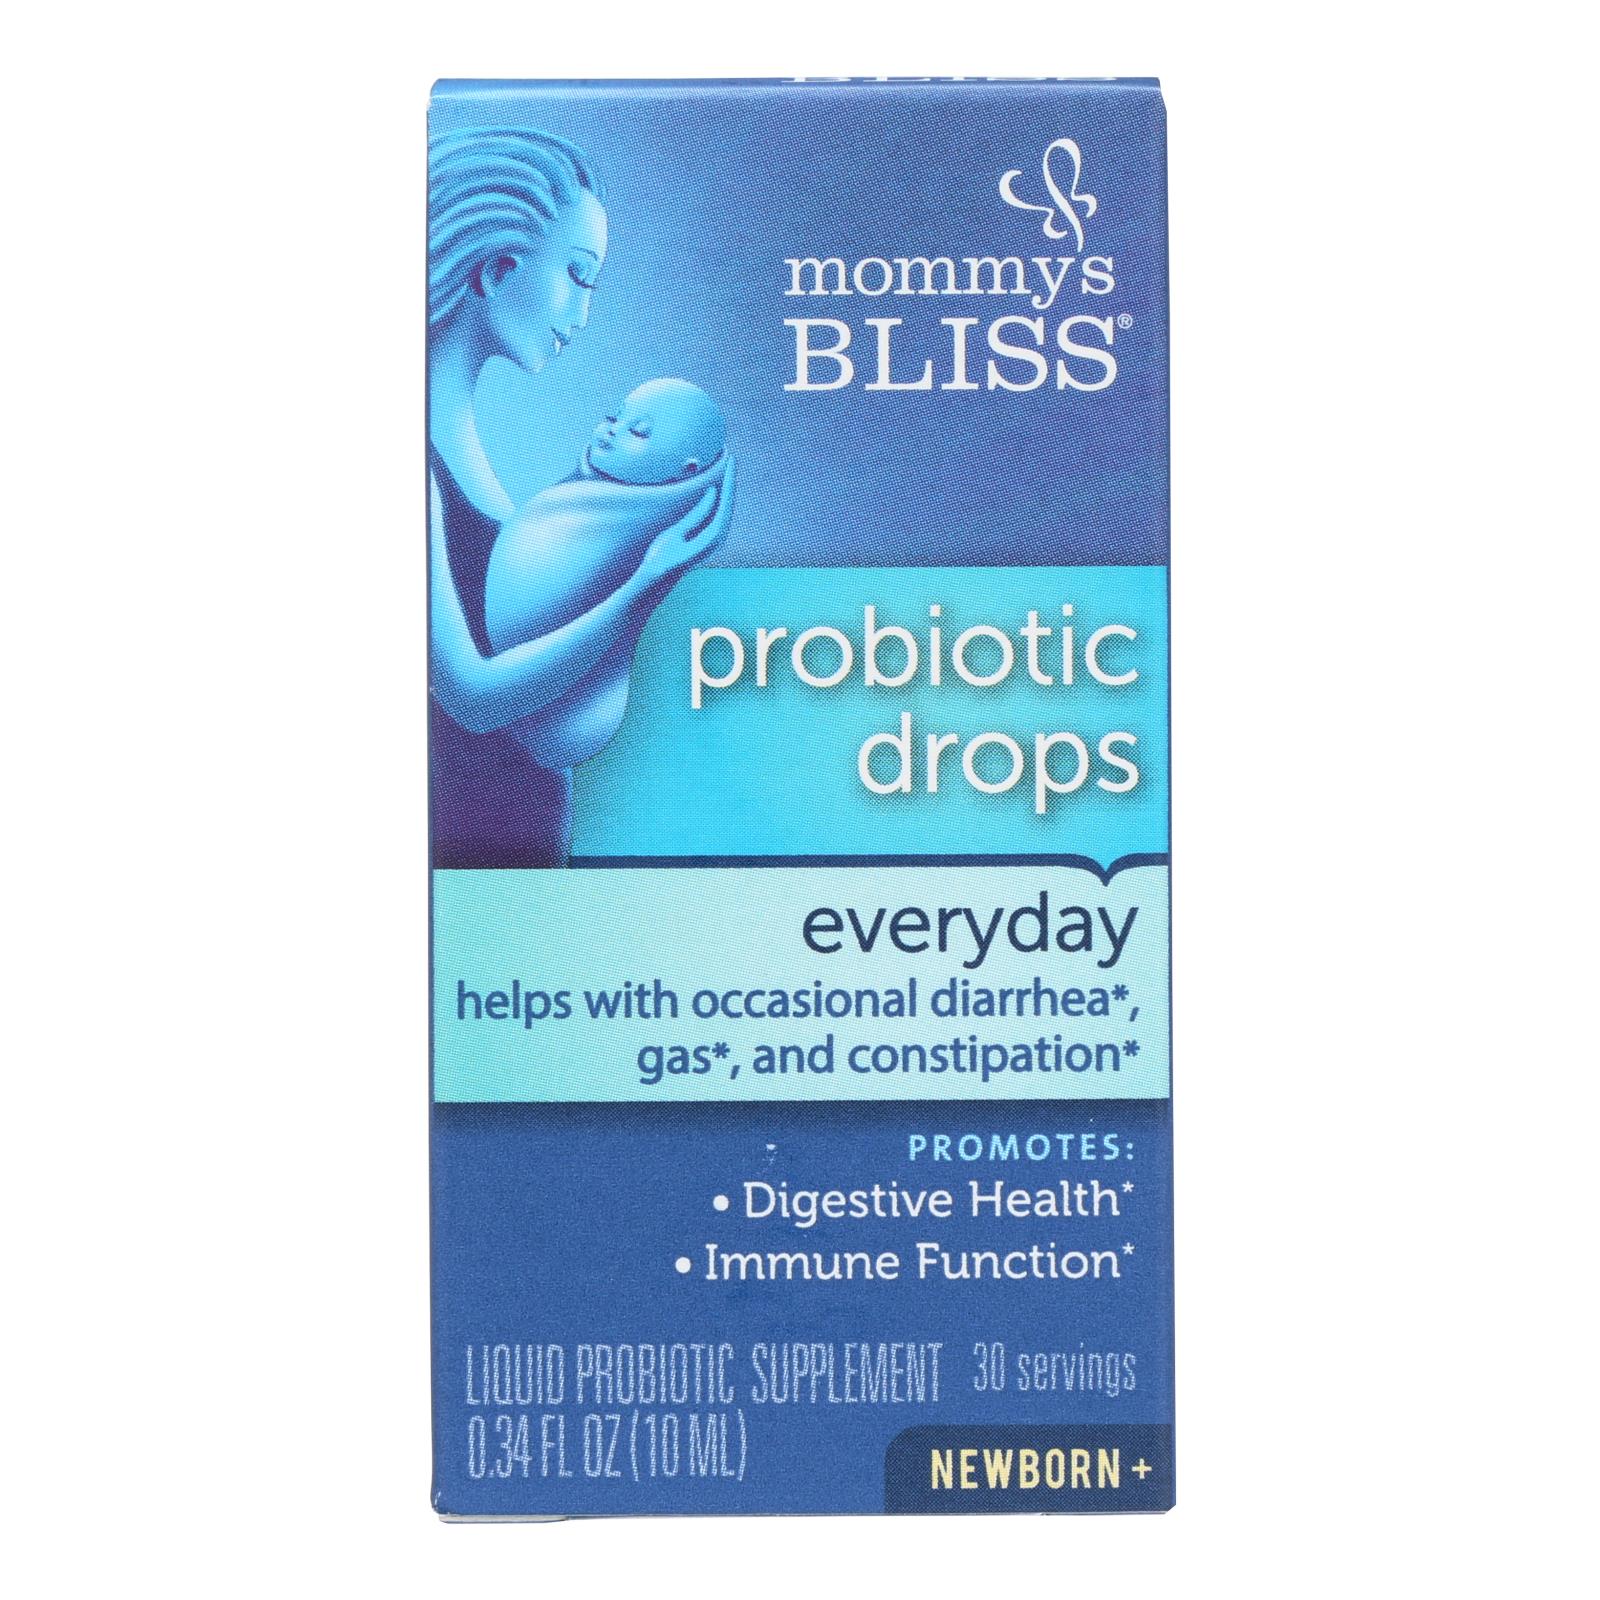 mommy's
BLISS®
probiotic
drops
everyday
helps with occasional diarrhea*,
gas*, and constipation*
PROMOTES:
• Digestive Health*
• Immune Function*
LIQUID PROBIOTIC SUPPLEMENT 30 servings
0.34 FL OZ (10 ML)
NEWBORN +